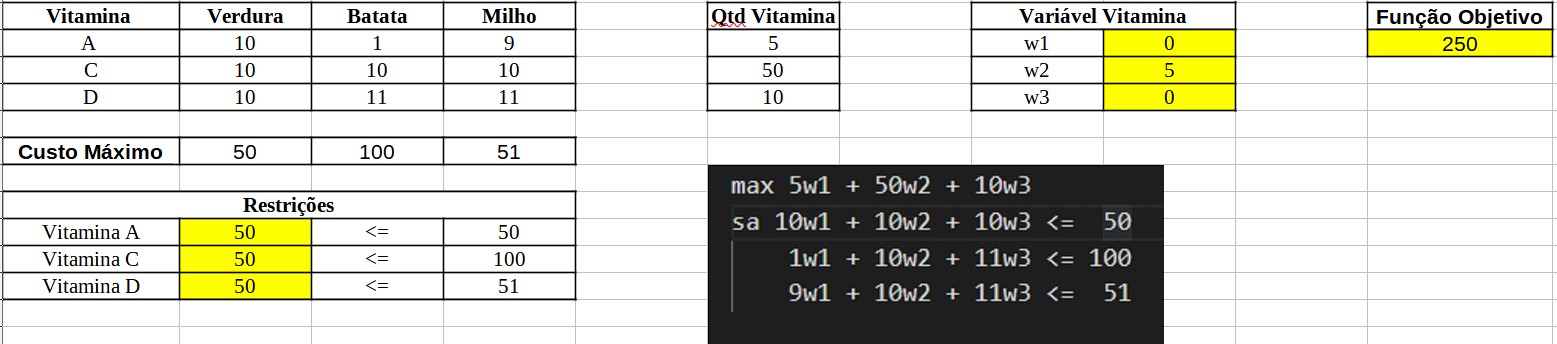 Vitamina Verdura Batata Milho Qtd Vitamina Variável Vitamina Função Objetivo
A 10 1 9 5 w1 0 250
C 10 10 10 50 w2 5
D 10 11 11 10 w3 0
Custo Máximo 50 100 51
Restrições
Vitamina A 50 <= 50
Vitamina C 50 <= 100
Vitamina D 50 <= 51
max 5w1 + 50w2 + 10w3
sa 10w1 + 10w2 + 10w3 <= 50
1w1 + 10w2 + 11w3 <= 100
9w1 + 10w2 + 11w3 <= 51